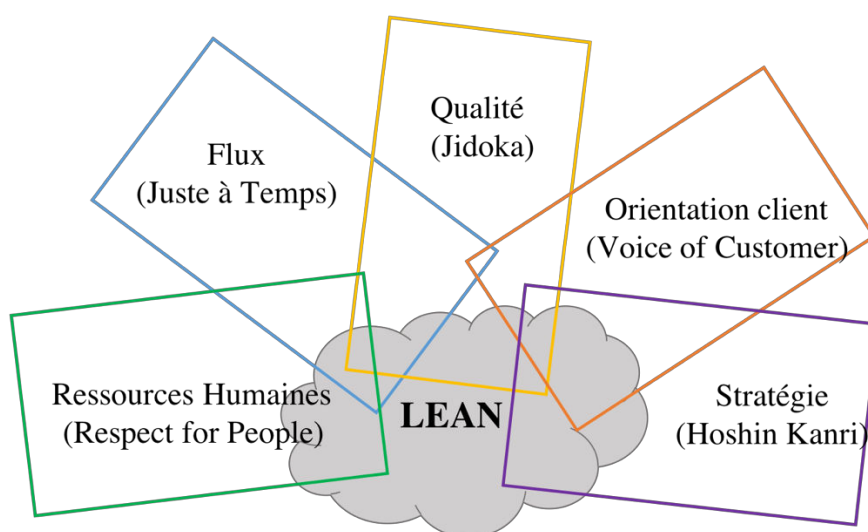 Qualité
(Jidoka)
Flux
(Juste à Temps)
Orientation client
(Voice of Customer)
Ressources Humaines
(Respect for People)
LEAN
Stratégie
(Hoshin Kanri)